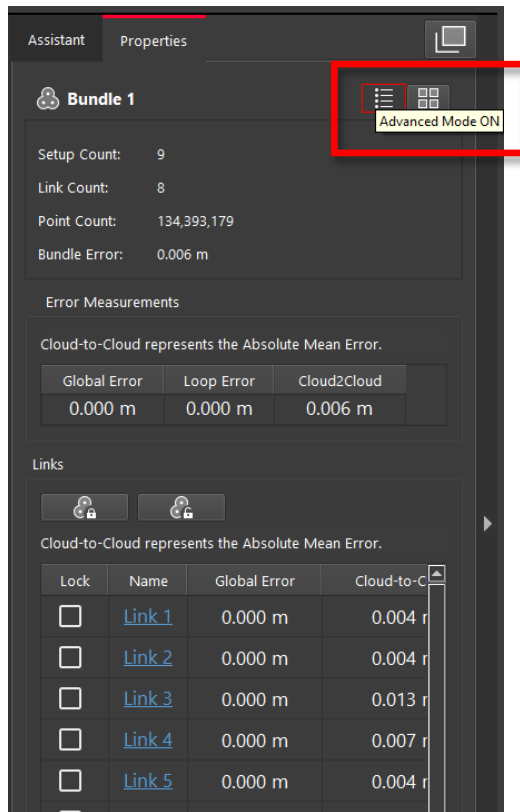 Assistant Properties
Bundle 1
Advanced Mode ON
Setup Count: 9
Link Count: 8
Point Count: 134,393,179
Bundle Error: 0.006 m
Error Measurements
Cloud-to-Cloud represents the Absolute Mean Error.
Global Error Loop Error Cloud2Cloud
0.000 m 0.000 m 0.006 m
Links
Cloud-to-Cloud represents the Absolute Mean Error.
Lock Name Global Error Cloud-to-C
Link 1 0.000 m 0.004
Link 2 0.000 m 0.004
Link 3 0.000 m 0.013
Link 4 0.000 m 0.007
Link 5 0.000 m 0.004